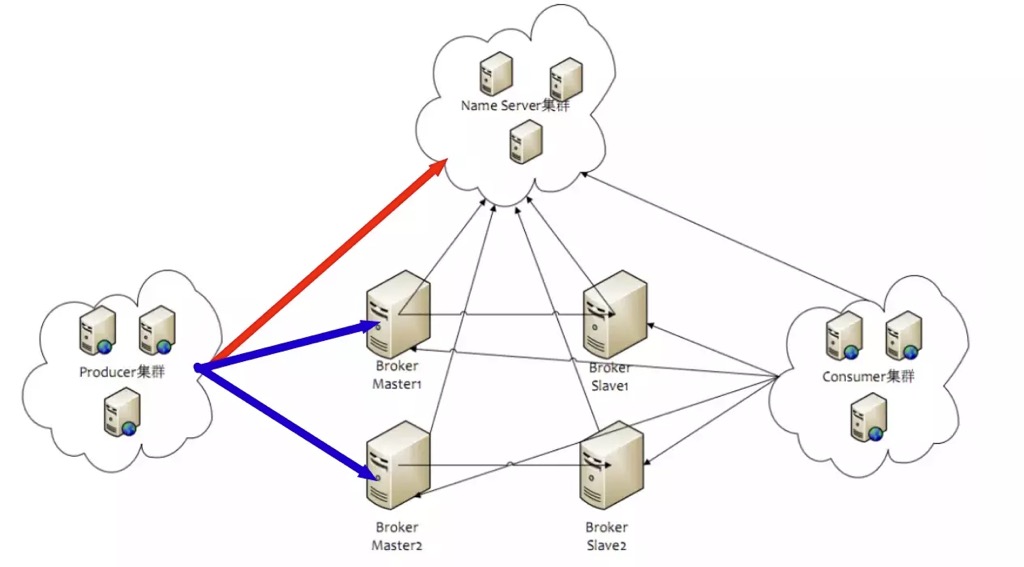 Name Server集群
Producer集群
Broker
Master1
Broker
Slave1
Consumer集群
Broker
Master2
Broker
Slave2